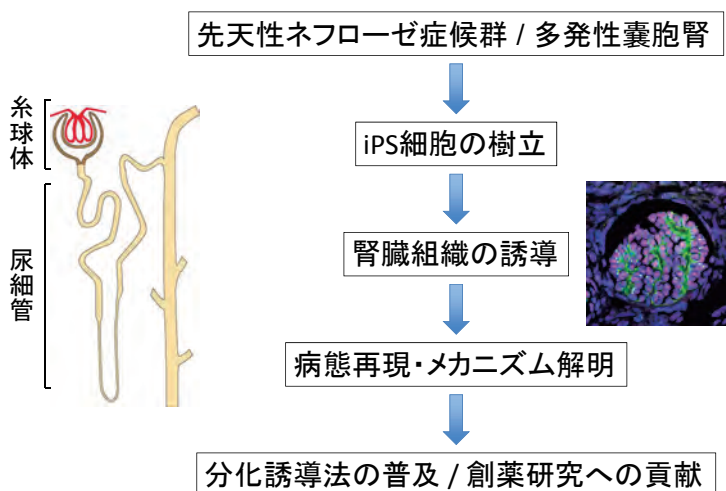 先天性ネフローゼ症候群 / 多発性嚢胞腎
糸球体
iPS細胞の樹立
腎臓組織の誘導
尿細管
病態再現・メカニズム解明
分化誘導法の普及 / 創薬研究への貢献